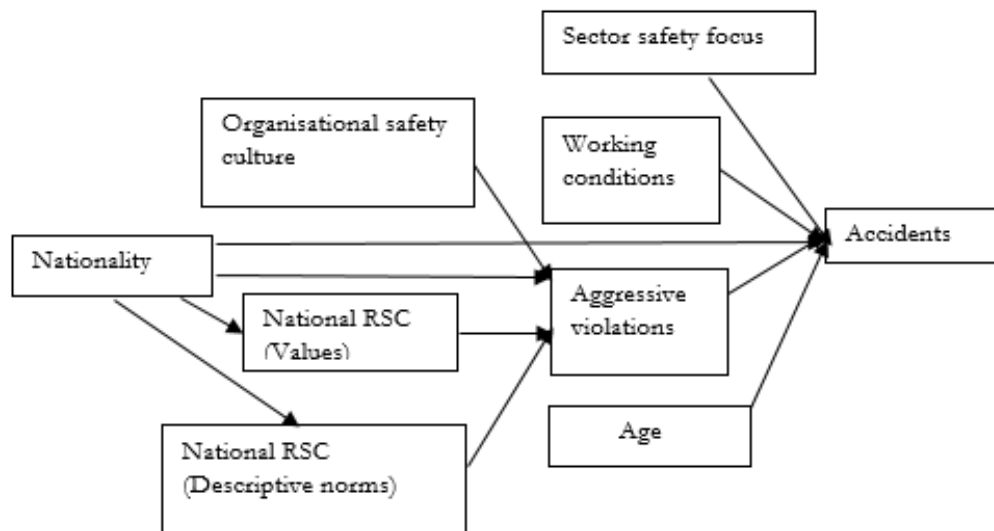 Sector safety focus
Organisational safety
culture
Working
conditions
Accidents
Nationality
Aggressive
violations
National RSC
(Values)
Age
National RSC
(Descriptive norms)